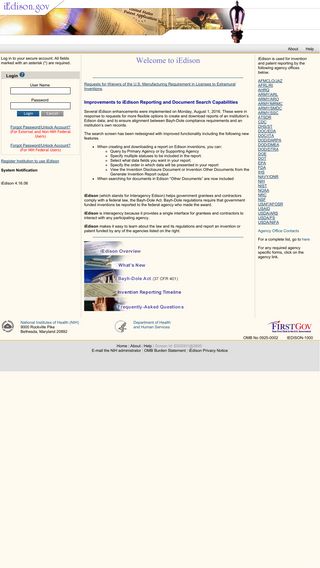 iEdison.gov
About Help
Log in to your secure account. All fields
marked with an asterisk (*) are required.
Login
User Name
Password
Login Cancel
Forgot Password/Unlock Account?
(For External and Non-NIH Federal
Users)
Forgot Password/Unlock Account?
(For NIH Federal Users)
Register Institution to use iEdison
System Notification
iEdison 4.16.06
Welcome to iEdison
Requests for Waivers of the U.S. Manufacturing Requirement in Licenses to Extramural
Inventions
Improvements to iEdison Reporting and Document Search Capabilities
Several iEdison enhancements were implemented on Monday, August 1, 2016. These were in
response to requests for more flexible options to create and download reports of an institution's
Edison data, and to ensure alignment between Bayh-Dole compliance requirements and an
institution's own records.
The search screen has been redesigned with improved functionality including the following new
features:
• When creating and downloading a report on Edison Inventions, you can:
◦ Query by Primary Agency or by Supporting Agency
◦ Specify multiple statuses to be included in the report
◦ Select what data fields you want in your report
◦ Specify the order in which data will be presented in your report
◦ View the Invention Disclosure Document or Invention Other Documents from the
Generate Invention Report output
• When searching for documents in Edison "Other Documents" are now included
iEdison (which stands for Interagency Edison) helps government grantees and contractors
comply with a federal law, the Bayh-Dole Act. Bayh-Dole regulations require that government
funded inventions be reported to the federal agency who made the award.
iEdison is interagency because it provides a single interface for grantees and contractors to
interact with any participating agency.
iEdison makes it easy to learn about the law and its regulations and report an invention or
patent funded by any of the agencies listed on the right.
iEdison Overview
What's New
Bayh-Dole Act (37 CFR 401)
Invention Reporting Timeline
Frequently-Asked Questions
iEdison is used for invention
and patent reporting by the
following agency offices
below.
AFMCLO/JAZ
AFRL/RI
AHRQ
ARMY/ARL
ARMY/ARO
ARMY/MRMC
ARMY/SMDC
ARMY/SSC
ATSDR
CDC
DTRA
DOC/EDA
DOC/ITA
DOD/DARPA
DOD/DMEA
DOD/DTRA
DOE
DOT
EPA
FDA
IHS
NAVY/ONR
NIH
NIST
NOAA
NRC
NSF
USAF/AFOSR
USAID
USDA/ARS
USDA/FS
USDA/NIFA
Agency Office Contacts
For a complete list, go to here
For any required agency
specific forms, click on the
agency link.
National Institutes of Health (NIH)
9000 Rockville Pike
Bethesda, Maryland 20892
Department of Health
and Human Services
FIRSTGOV
OMB No 0925-0002 IEDISON-1000
Home | About | Help
E-mail the NIH administrator | OMB Burden Statement | iEdison Privacy Notice